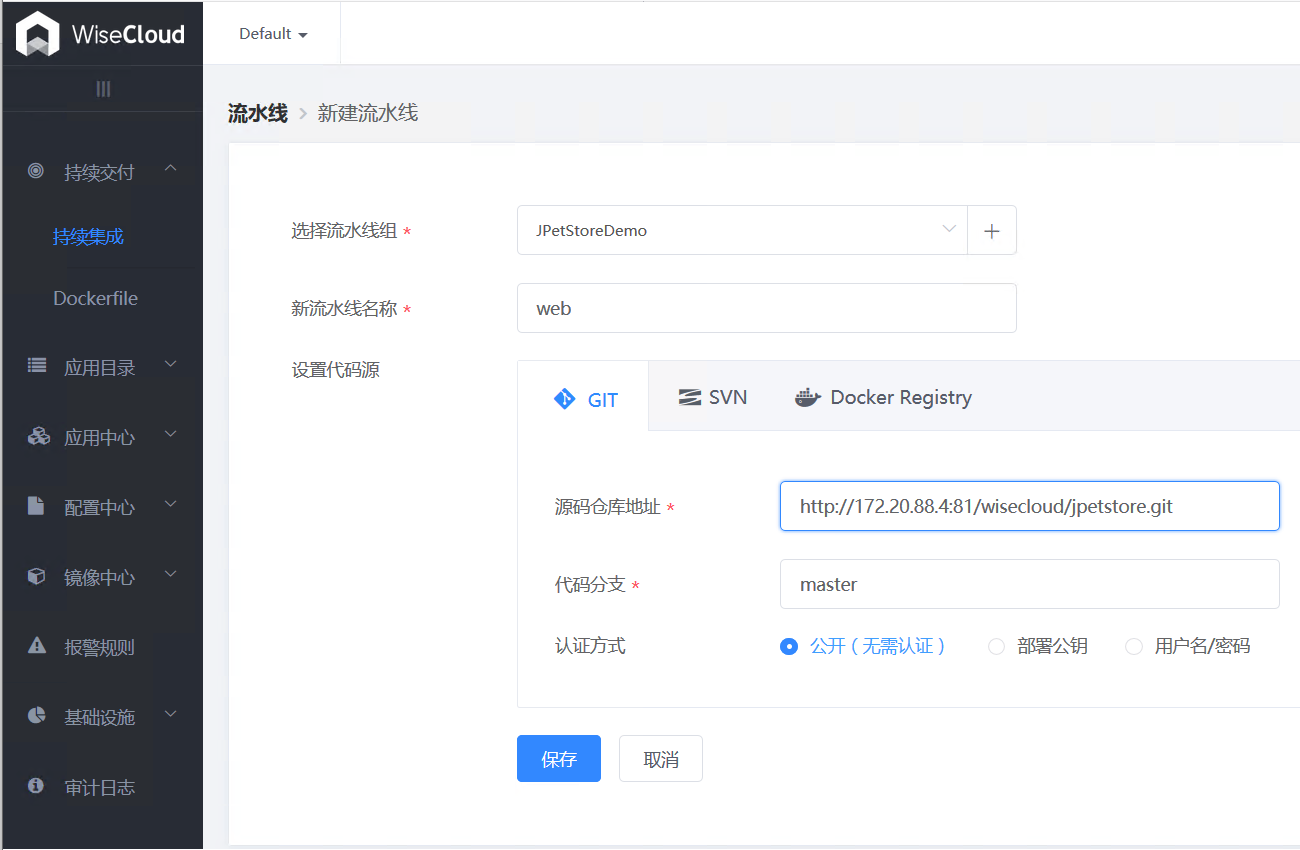 WiseCloud
Default
流水线 > 新建流水线
持续交付
持续集成
Dockerfile
应用目录
应用中心
配置中心
镜像中心
报警规则
基础设施
审计日志
选择流水线组 * JPetStoreDemo +
新流水线名称 * web
设置代码源
GIT SVN Docker Registry
源码仓库地址 * http://172.20.88.4:81/wisecloud/jpetstore.git
代码分支 * master
认证方式 公开（无需认证） 部署公钥 用户名/密码
保存 取消